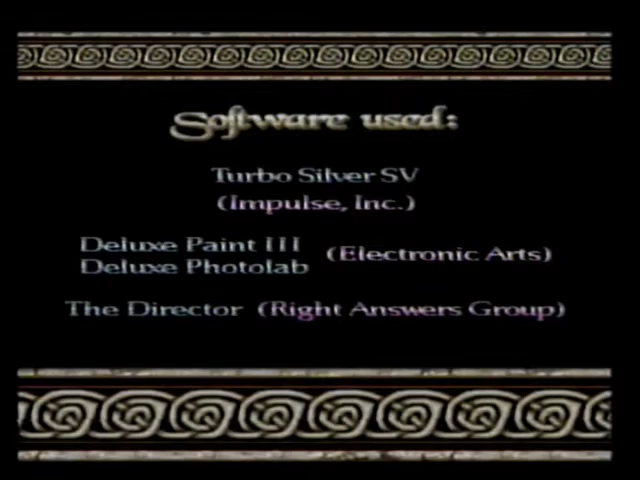 Software used:
Turbo Silver SV
(Impulse, Inc.)
Deluxe Paint III
Deluxe Photolab
(Electronic Arts)
The Director (Right Answers Group)